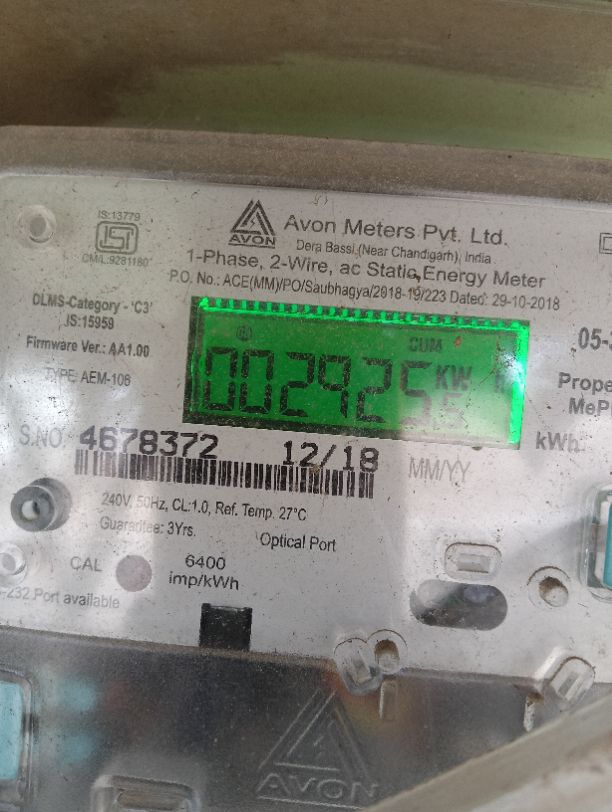 IS:13779
ISI
CM/L:9281180
AVON
Avon Meters Pvt. Ltd.
Dera Bassi,(Near Chandigarh), India
1-Phase, 2-Wire, ac Static Energy Meter
P.O. No.: ACE(MM)/PO/Saubhagya/2018-19/223 Dated: 29-10-2018
DLMS-Category - 'C3'
IS:15959
Firmware Ver.: AA1.00
TYPE: AEM-106
CUM
002925.5
KW
kWh
05-
Prope
MePD
S.NO. 4678372 12/18 MM/YY
240V, 50Hz, CL:1.0, Ref. Temp. 27°C
Guarantee: 3Yrs.
Optical Port
CAL
6400
imp/kWh
-232 Port available
AVON